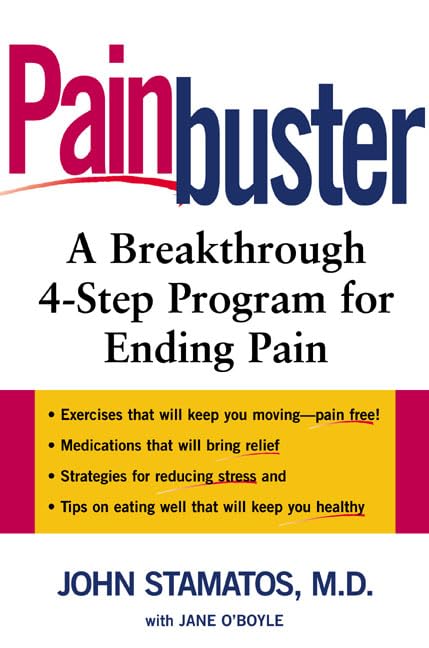 Pain
buster
A Breakthrough
4-Step Program for
Ending Pain
• Exercises that will keep you moving—pain free!
• Medications that will bring relief
• Strategies for reducing stress and
• Tips on eating well that will keep you healthy
JOHN STAMATOS, M.D.
with JANE O'BOYLE